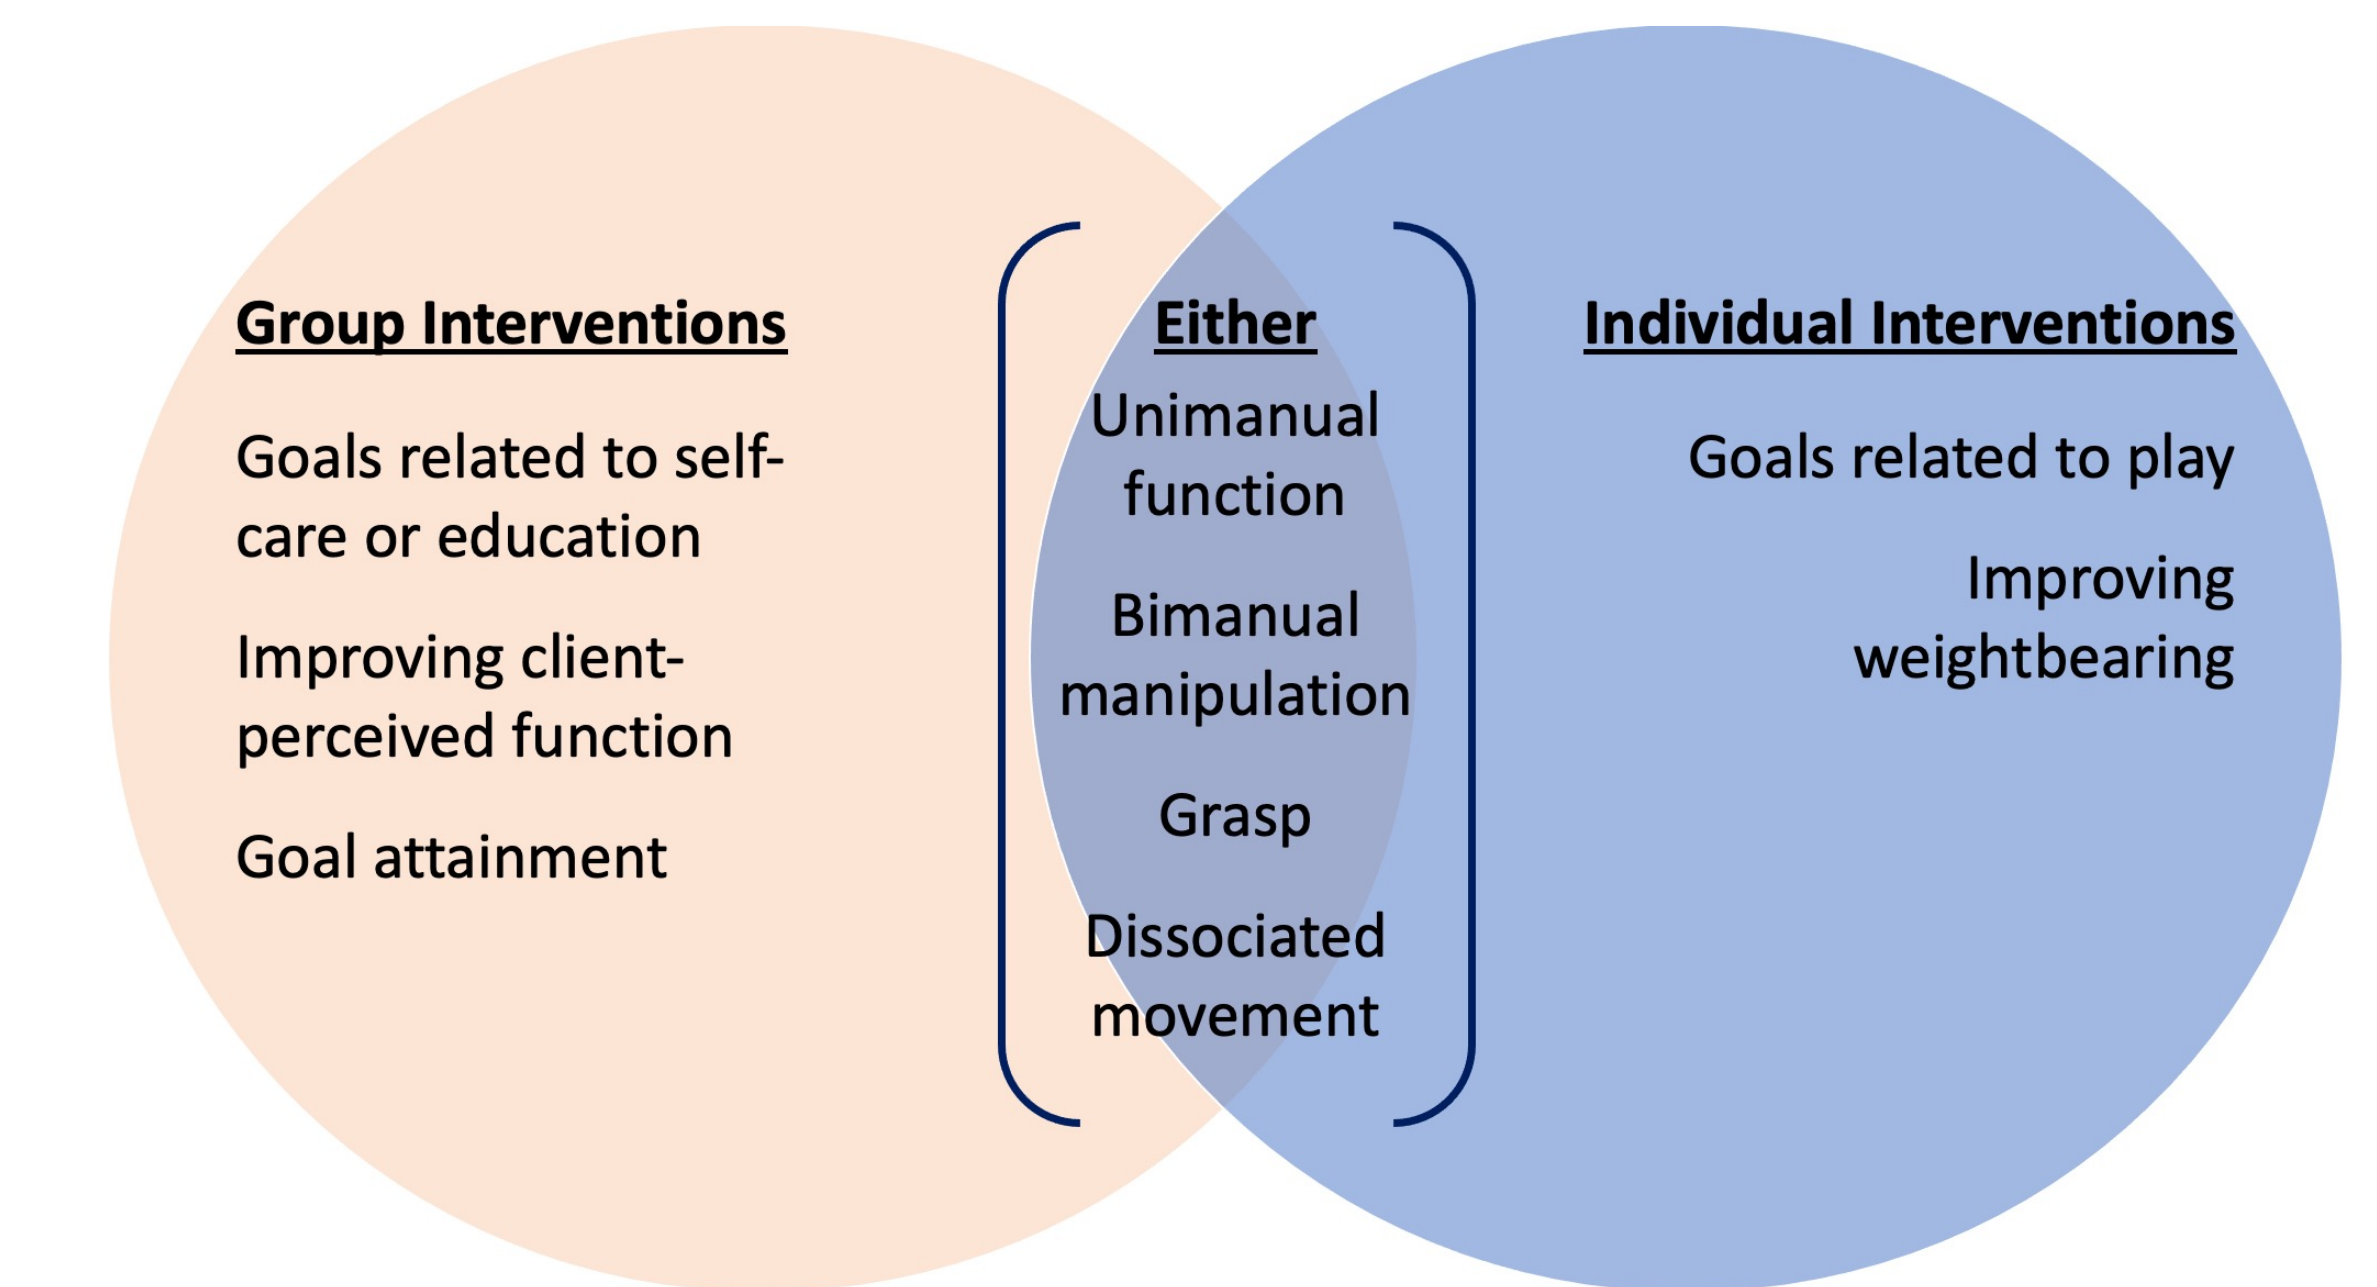 Group Interventions
Goals related to self-
care or education
Improving client-
perceived function
Goal attainment
Either
Unimanual
function
Bimanual
manipulation
Grasp
Dissociated
movement
Individual Interventions
Goals related to play
Improving
weightbearing